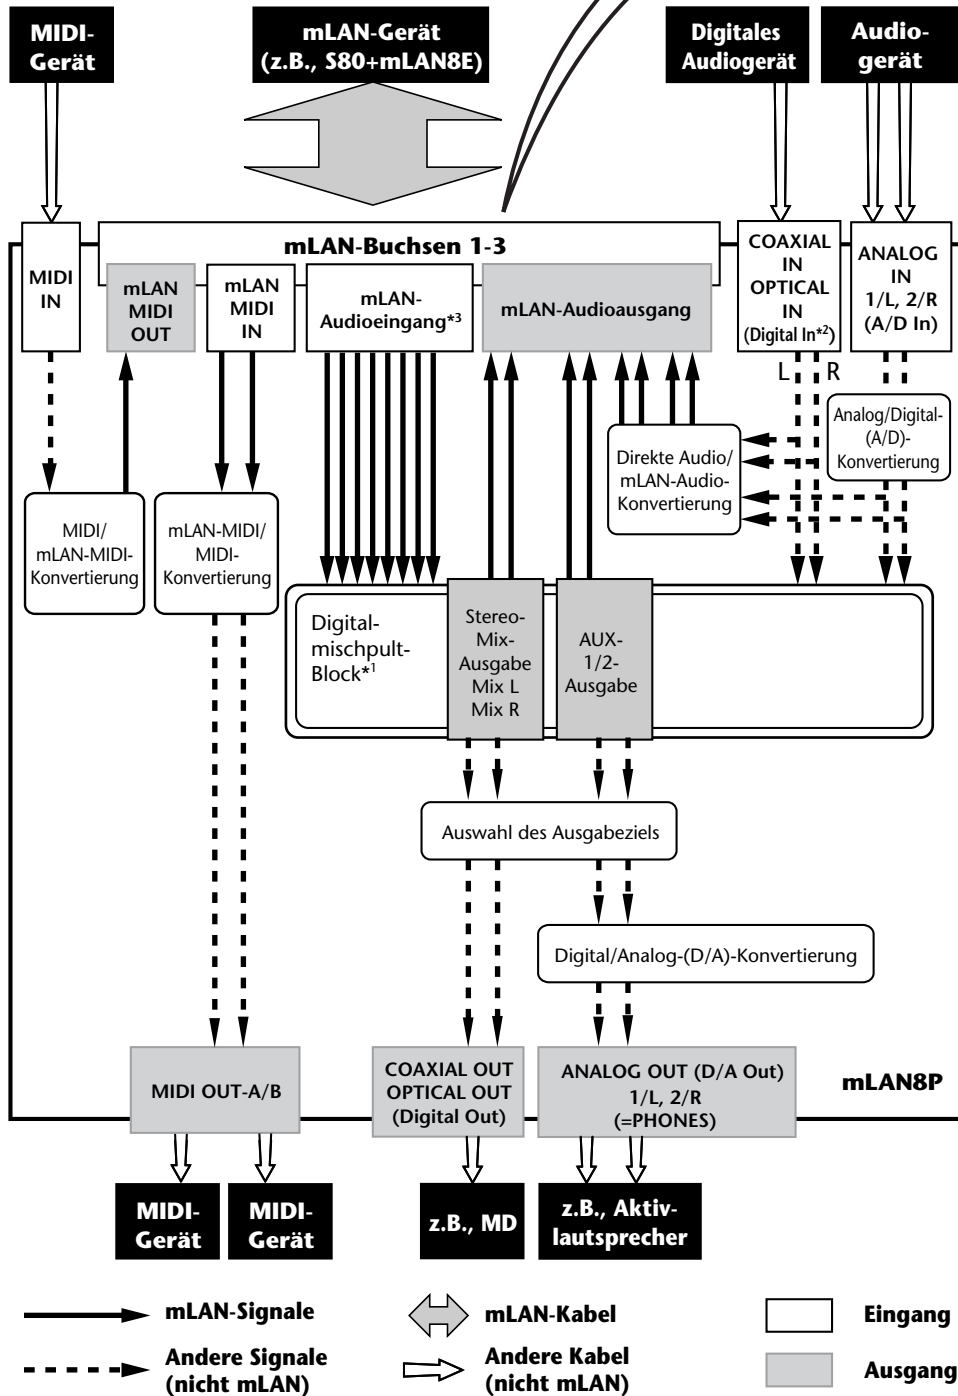 MIDI-
Gerät
mLAN-Gerät
(z.B., S80+mLAN8E)
Digitales
Audiogerät
Audio-
gerät
mLAN-Buchsen 1-3
MIDI
IN
mLAN
MIDI
OUT
mLAN
MIDI
IN
mLAN-
Audioeingang*3
mLAN-Audioausgang
COAXIAL
IN
OPTICAL
IN
(Digital In*2)
ANALOG
IN
1/L, 2/R
(A/D In)
L
R
MIDI/
mLAN-MIDI-
Konvertierung
mLAN-MIDI/
MIDI-
Konvertierung
Direkte Audio/
mLAN-Audio-
Konvertierung
Analog/Digital-
(A/D)-
Konvertierung
Digital-
mischpult-
Block*1
Stereo-
Mix-
Ausgabe
Mix L
Mix R
AUX-
1/2-
Ausgabe
Auswahl des Ausgabeziels
Digital/Analog-(D/A)-Konvertierung
MIDI OUT-A/B
COAXIAL OUT
OPTICAL OUT
(Digital Out)
ANALOG OUT (D/A Out)
1/L, 2/R
(=PHONES)
mLAN8P
MIDI-
Gerät
MIDI-
Gerät
z.B., MD
z.B., Aktiv-
lautsprecher
mLAN-Signale
mLAN-Kabel
Eingang
Andere Signale
(nicht mLAN)
Andere Kabel
(nicht mLAN)
Ausgang